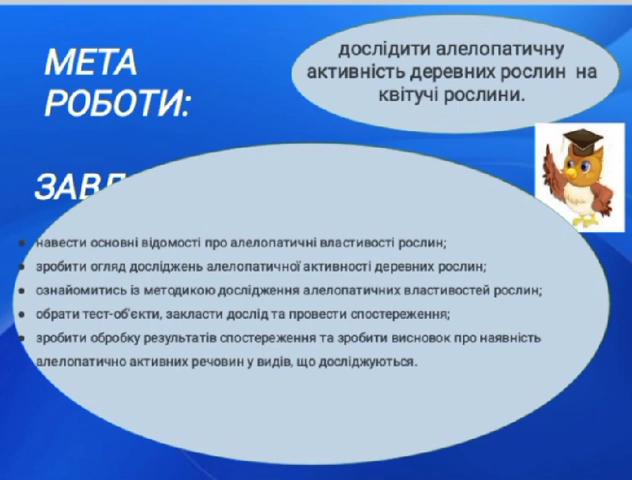 МЕТА
РОБОТИ:
дослідити алелопатичну
активність деревних рослин на
квітучі рослини.
• навести основні відомості про алелопатичні властивості рослин;
• зробити огляд досліджень алелопатичної активності деревних рослин;
• ознайомитись із методикою дослідження алелопатичних властивостей рослин;
• обрати тест-об'єкти, закласти дослід та провести спостереження;
• зробити обробку результатів спостереження та зробити висновок про наявність
алелопатично активних речовин у видів, що досліджуються.